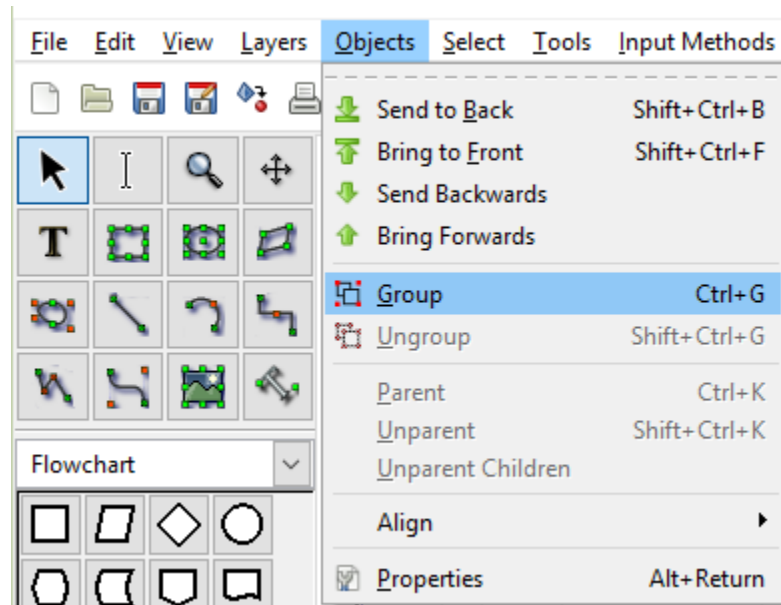 File Edit View Layers Objects Select Tools Input Methods
Send to Back Shift+Ctrl+B
Bring to Front Shift+Ctrl+F
Send Backwards
Bring Forwards
T
Group Ctrl+G
Ungroup Shift+Ctrl+G
Parent Ctrl+K
Unparent Shift+Ctrl+K
Unparent Children
Flowchart
Align
Properties Alt+Return